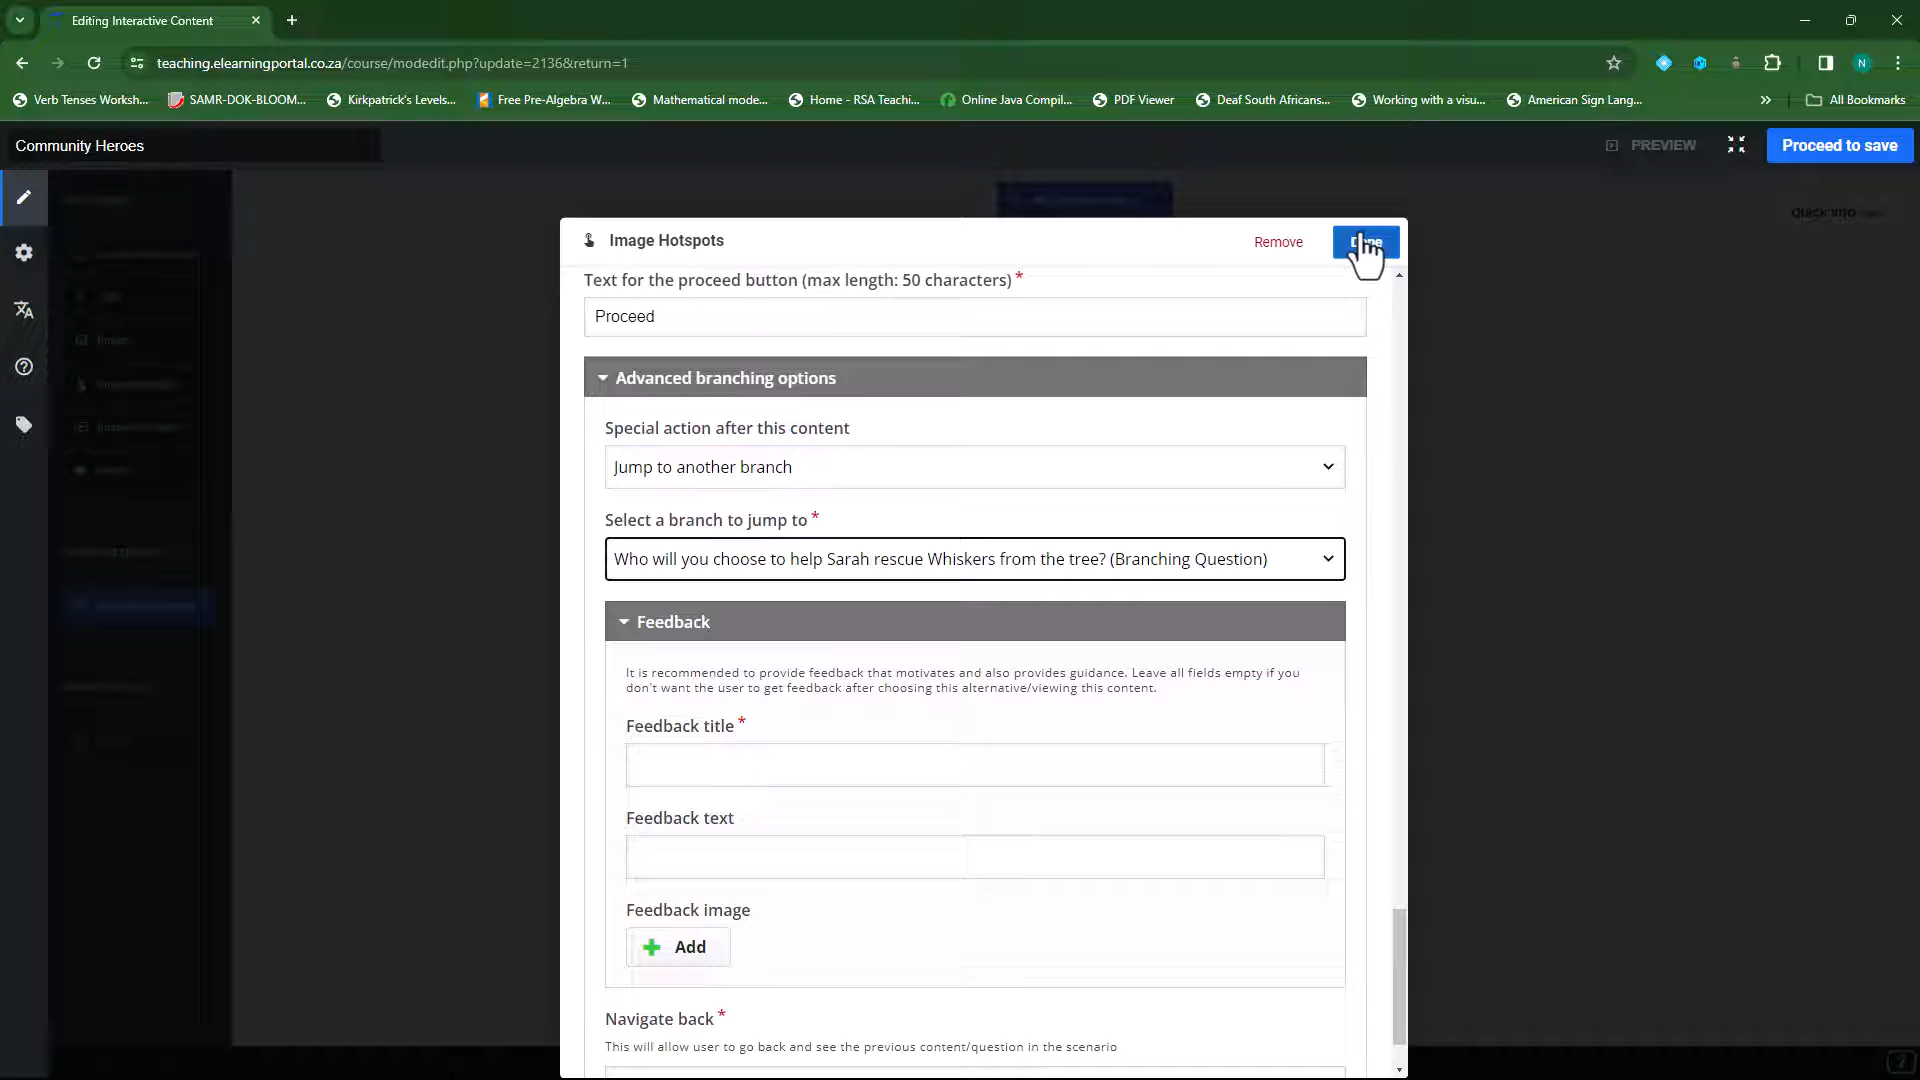 Editing Interactive Content
teaching.elearningportal.co.za/course/modedit.php?update=2136&return=1
N
Verb Tenses Worksh...
SAMR-DOK-BLOOM...
Kirkpatrick's Levels...
Free Pre-Algebra W...
Mathematical mode...
Home - RSA Teachi...
Online Java Compil...
PDF Viewer
Deaf South Africans...
Working with a visu...
American Sign Lang...
All Bookmarks
Community Heroes
PREVIEW
Proceed to save
Image Hotspots
Remove
Done
Text for the proceed button (max length: 50 characters) *
Proceed
Advanced branching options
Special action after this content
Jump to another branch
Select a branch to jump to *
Who will you choose to help Sarah rescue Whiskers from the tree? (Branching Question)
Feedback
It is recommended to provide feedback that motivates and also provides guidance. Leave all fields empty if you
don't want the user to get feedback after choosing this alternative/viewing this content.
Feedback title *
Feedback text
Feedback image
Add
Navigate back *
This will allow user to go back and see the previous content/question in the scenario